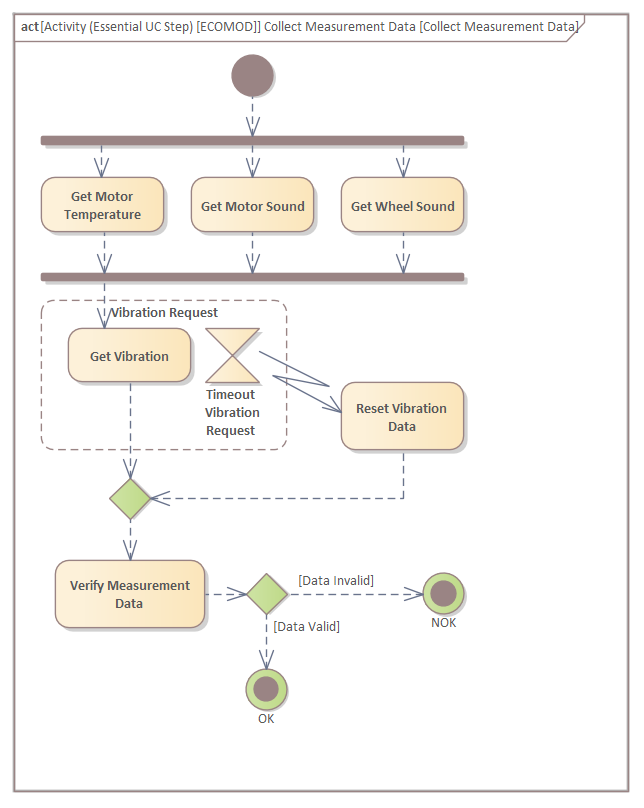 act [Activity (Essential UC Step) [ECOMOD]] Collect Measurement Data [Collect Measurement Data]
Get Motor
Temperature
Get Motor Sound
Get Wheel Sound
Vibration Request
Get Vibration
Timeout
Vibration
Request
Reset Vibration
Data
Verify Measurement
Data
[Data Invalid]
NOK
[Data Valid]
OK